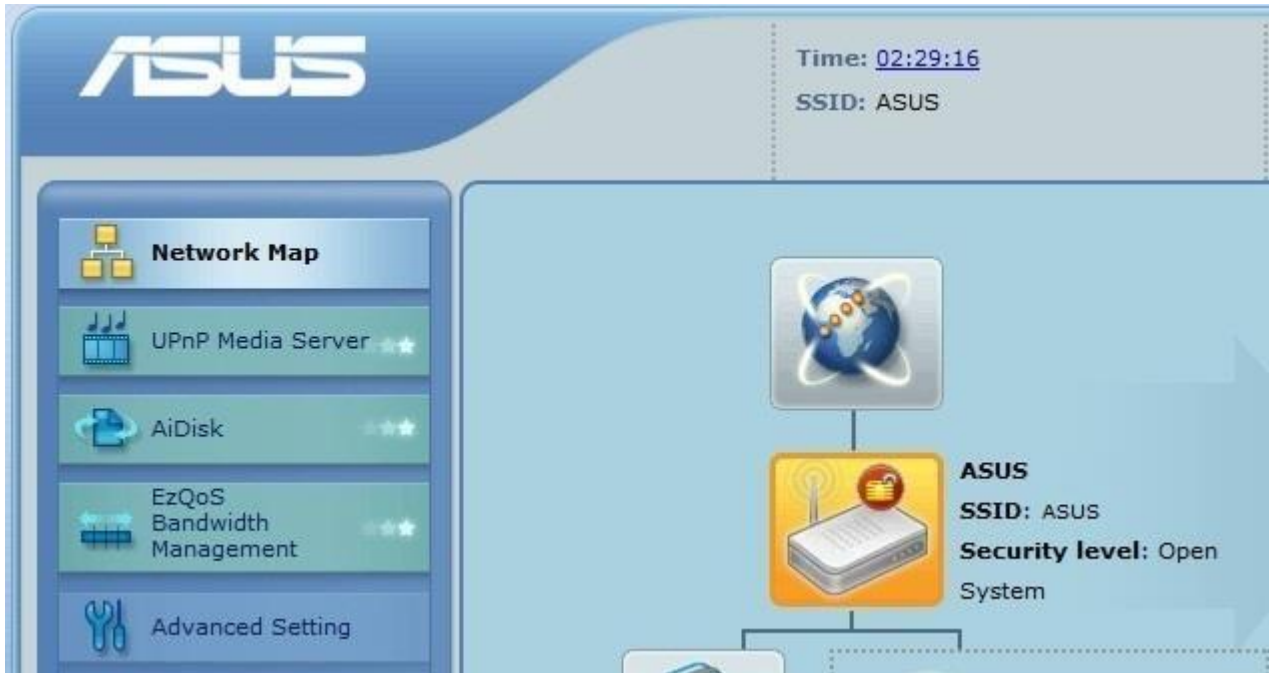 ASUS
Time: 02:29:16
SSID: ASUS
Network Map
UPnP Media Server
AiDisk
EzQoS
Bandwidth
Management
Advanced Setting
ASUS
SSID: ASUS
Security level: Open
System